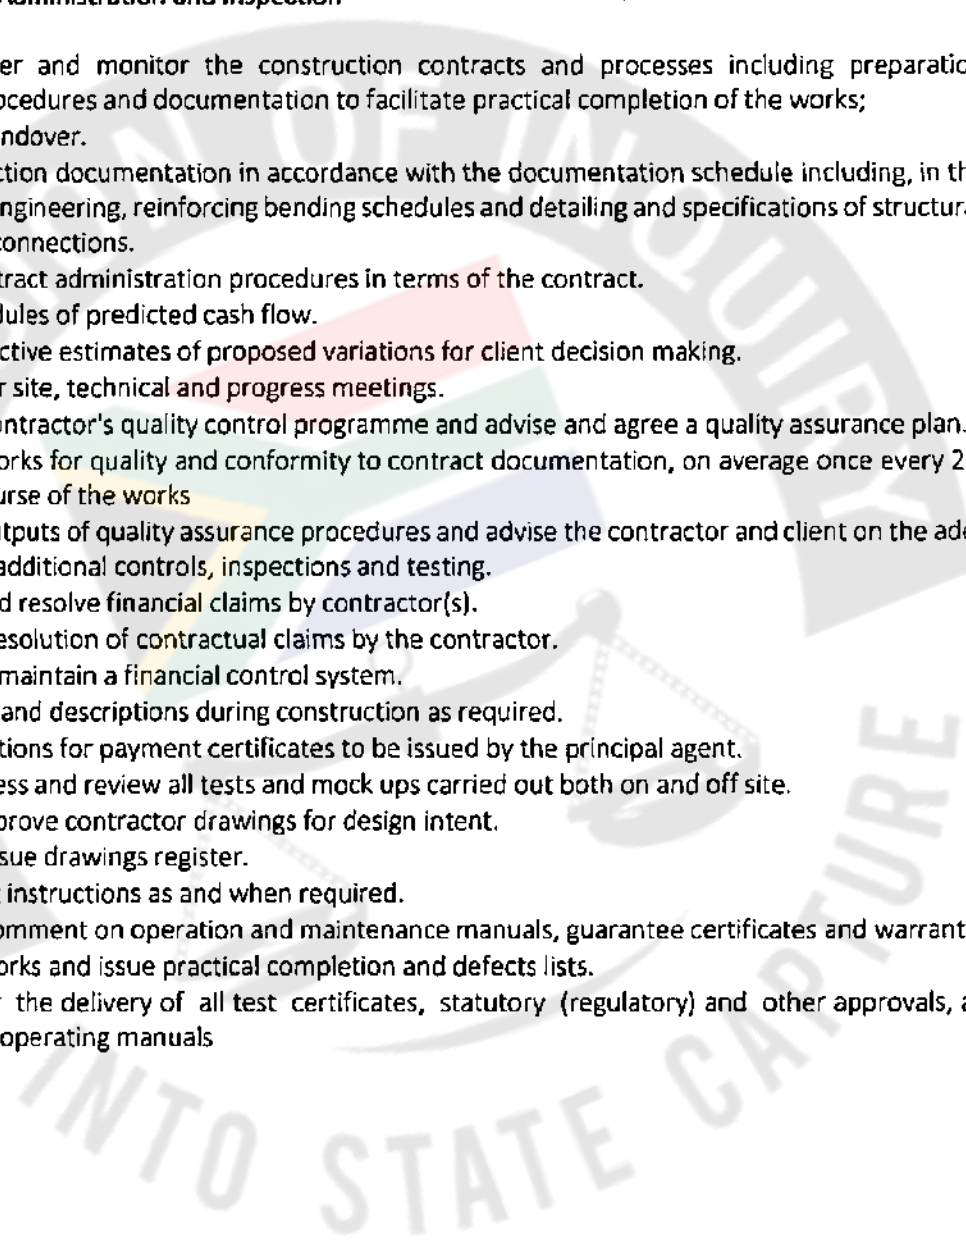 Administration and Inspection
er and monitor the construction contracts and processes including preparatio
ocedures and documentation to facilitate practical completion of the works;
ndover.
ction documentation in accordance with the documentation schedule including, in th
ngineering, reinforcing bending schedules and detailing and specifications of structur
connections.
tract administration procedures in terms of the contract.
dules of predicted cash flow.
ctive estimates of proposed variations for client decision making.
r site, technical and progress meetings.
ontractor's quality control programme and advise and agree a quality assurance plan.
orks for quality and conformity to contract documentation, on average once every 2
urse of the works
utputs of quality assurance procedures and advise the contractor and client on the ade
additional controls, inspections and testing.
d resolve financial claims by contractor(s).
esolution of contractual claims by the contractor.
maintain a financial control system.
and descriptions during construction as required.
tions for payment certificates to be issued by the principal agent.
ess and review all tests and mock ups carried out both on and off site.
prove contractor drawings for design intent.
sue drawings register.
instructions as and when required.
omment on operation and maintenance manuals, guarantee certificates and warrant
orks and issue practical completion and defects lists.
the delivery of all test certificates, statutory (regulatory) and other approvals, a
operating manuals
SION OF INQUIRY
INTO STATE CAPTURE